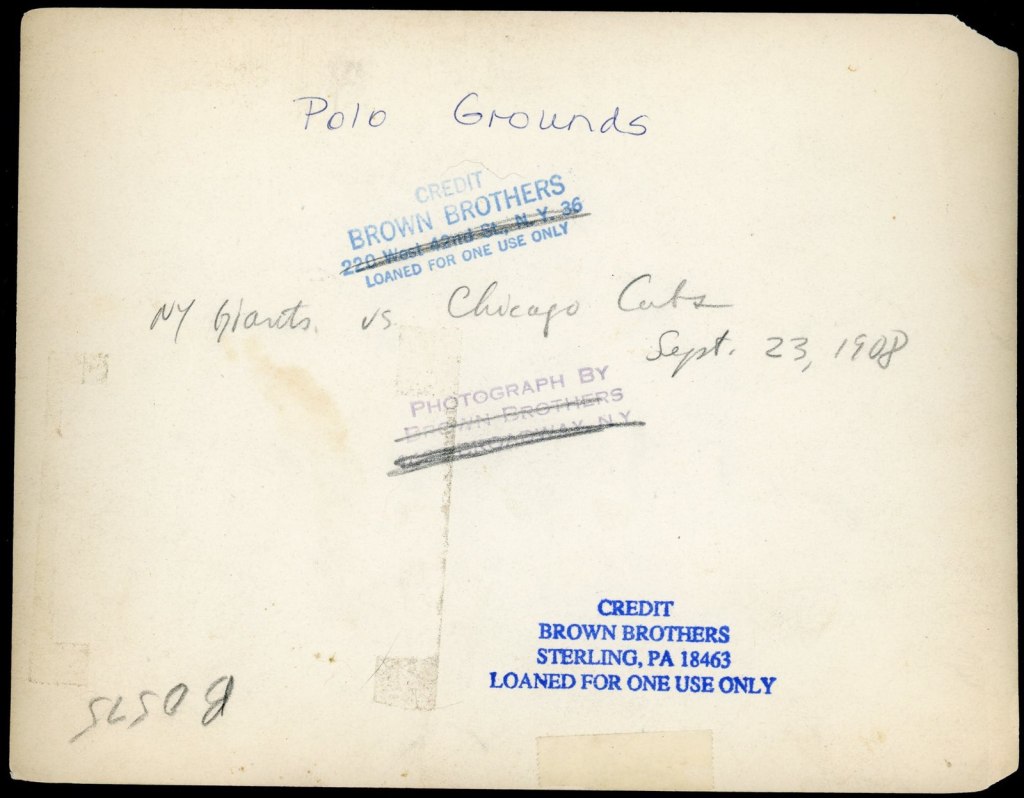 Polo Grounds
CREDIT
BROWN BROTHERS
220 West 42nd St., N.Y. 36
LOANED FOR ONE USE ONLY
NY Giants. vs Chicago Cubs
Sept. 23, 1908
PHOTOGRAPH BY
BROWN BROTHERS
BROADWAY, N.Y.
CREDIT
BROWN BROTHERS
STERLING, PA 18463
LOANED FOR ONE USE ONLY